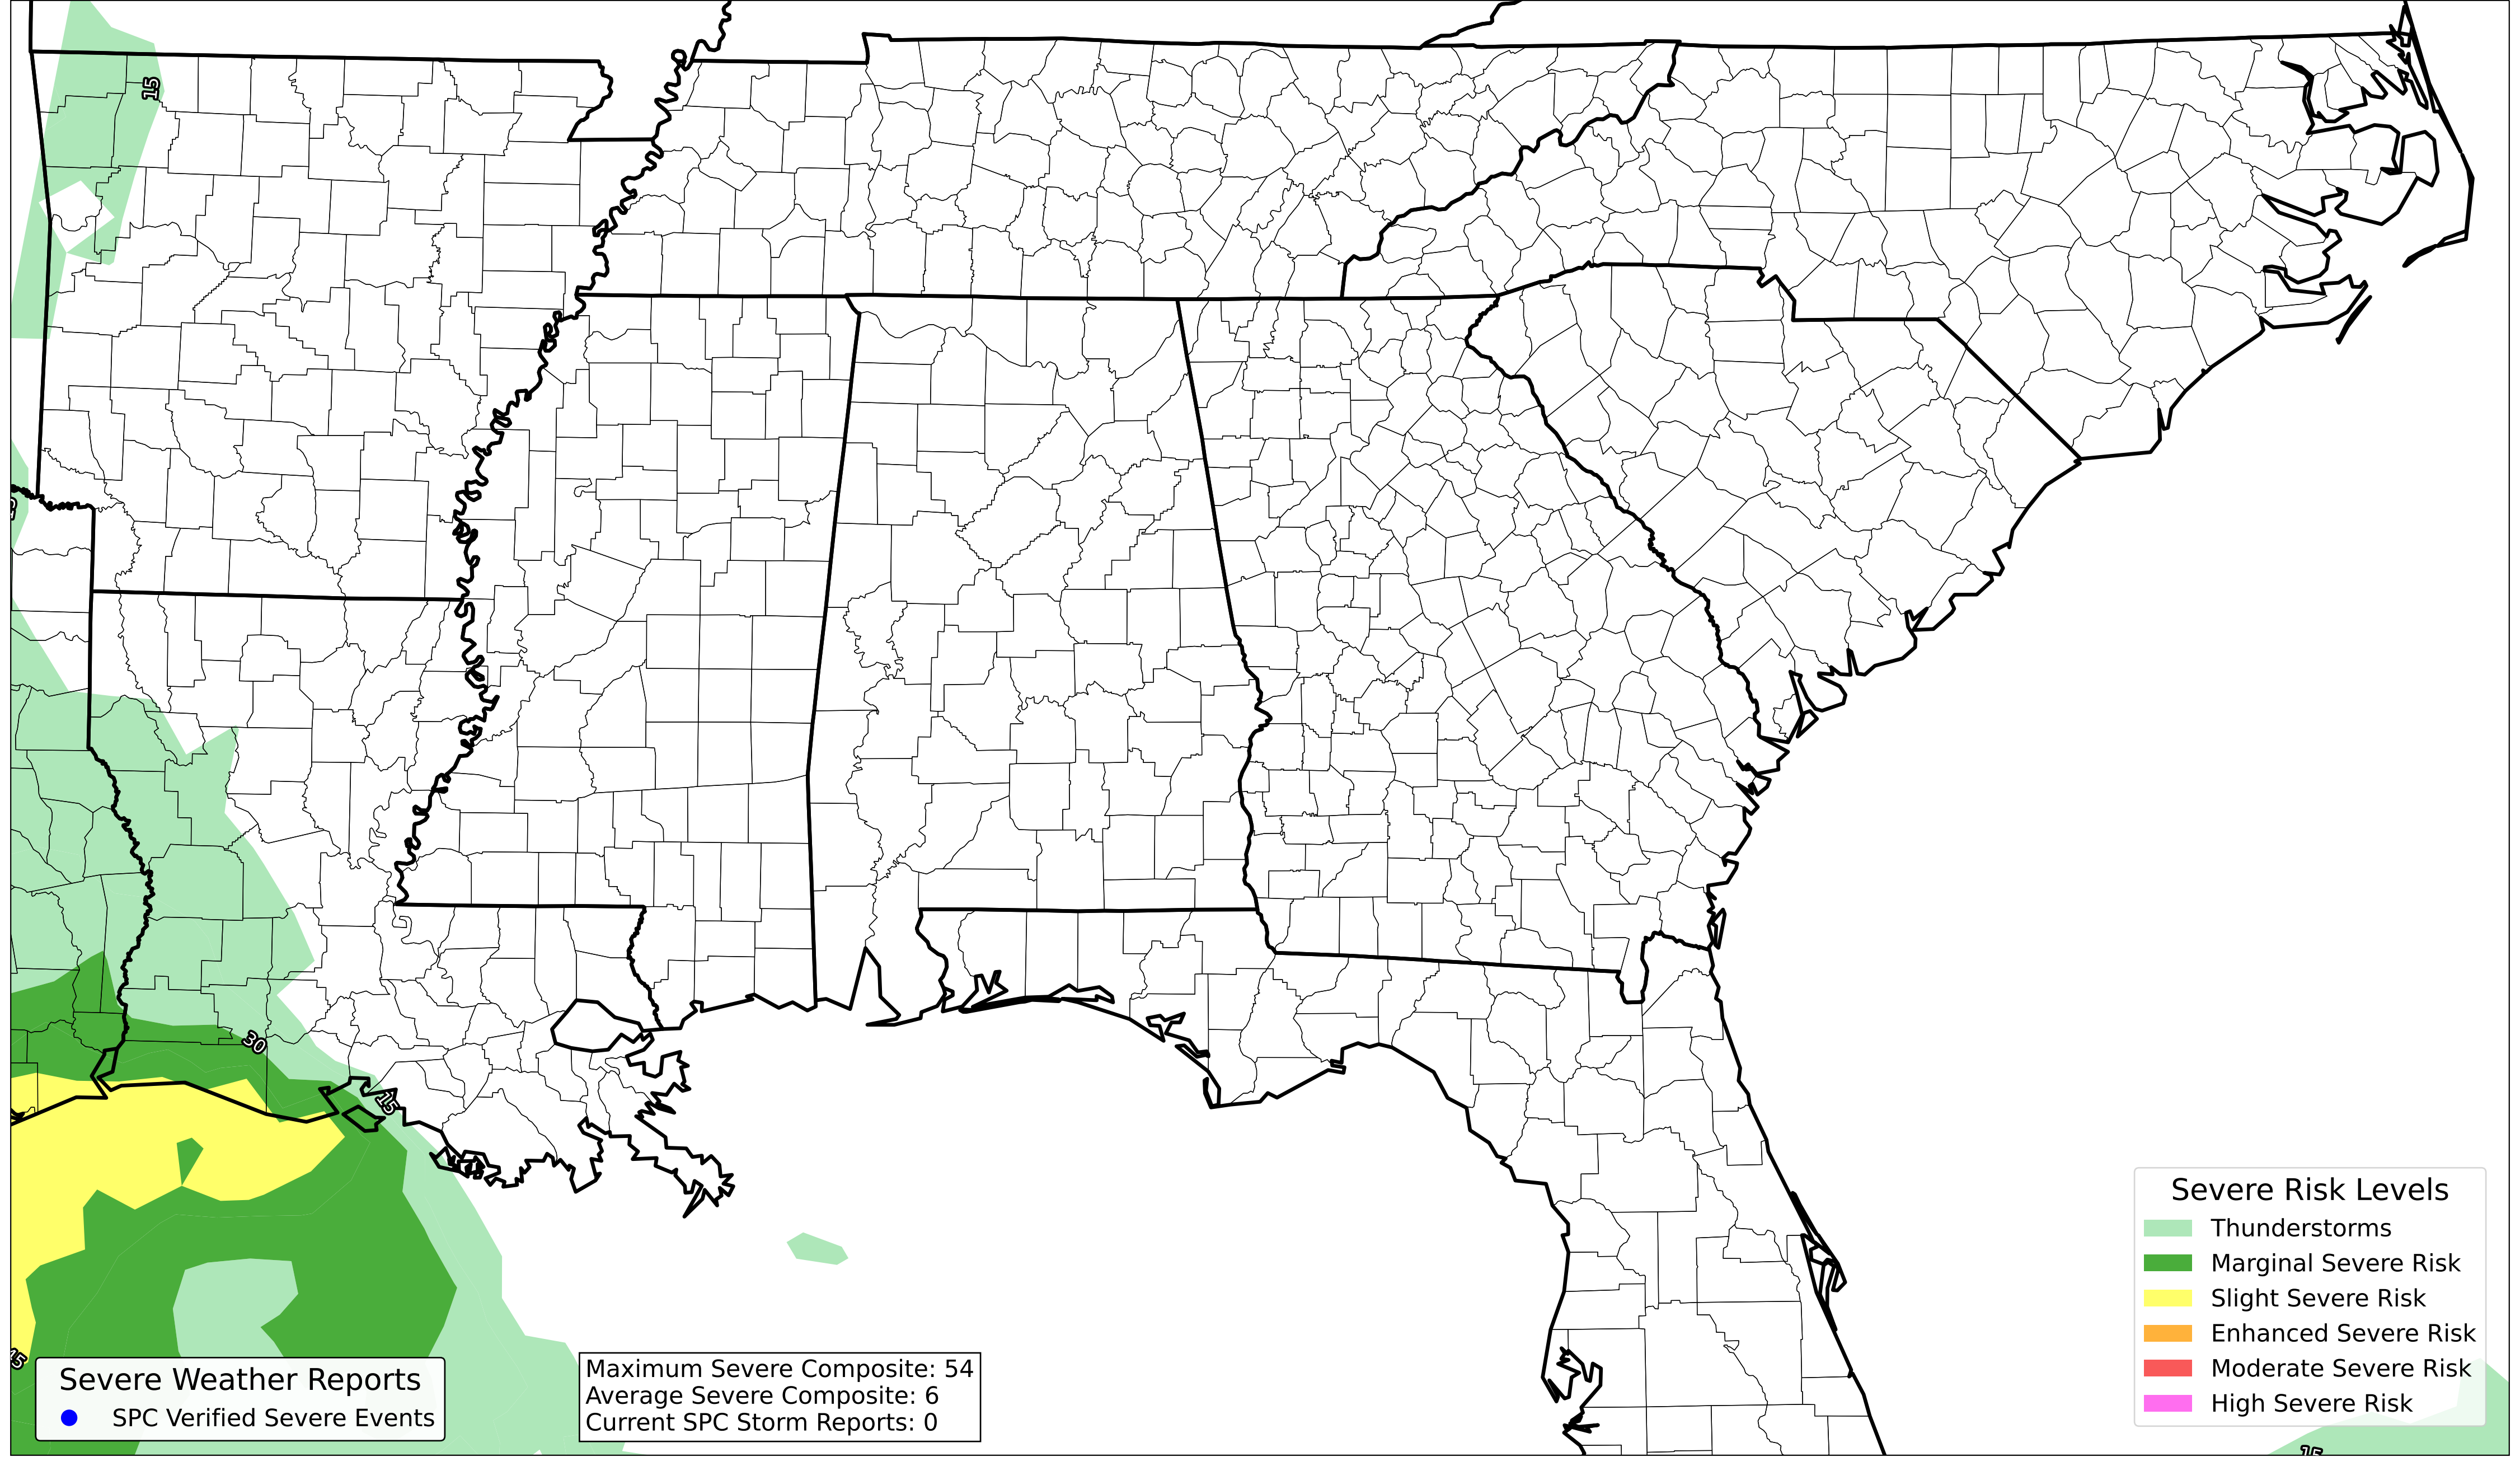 15
30
15
Severe Risk Levels
Thunderstorms
Marginal Severe Risk
Slight Severe Risk
Enhanced Severe Risk
Moderate Severe Risk
High Severe Risk
45
Severe Weather Reports
SPC Verified Severe Events
Maximum Severe Composite: 54
Average Severe Composite: 6
Current SPC Storm Reports: 0
15